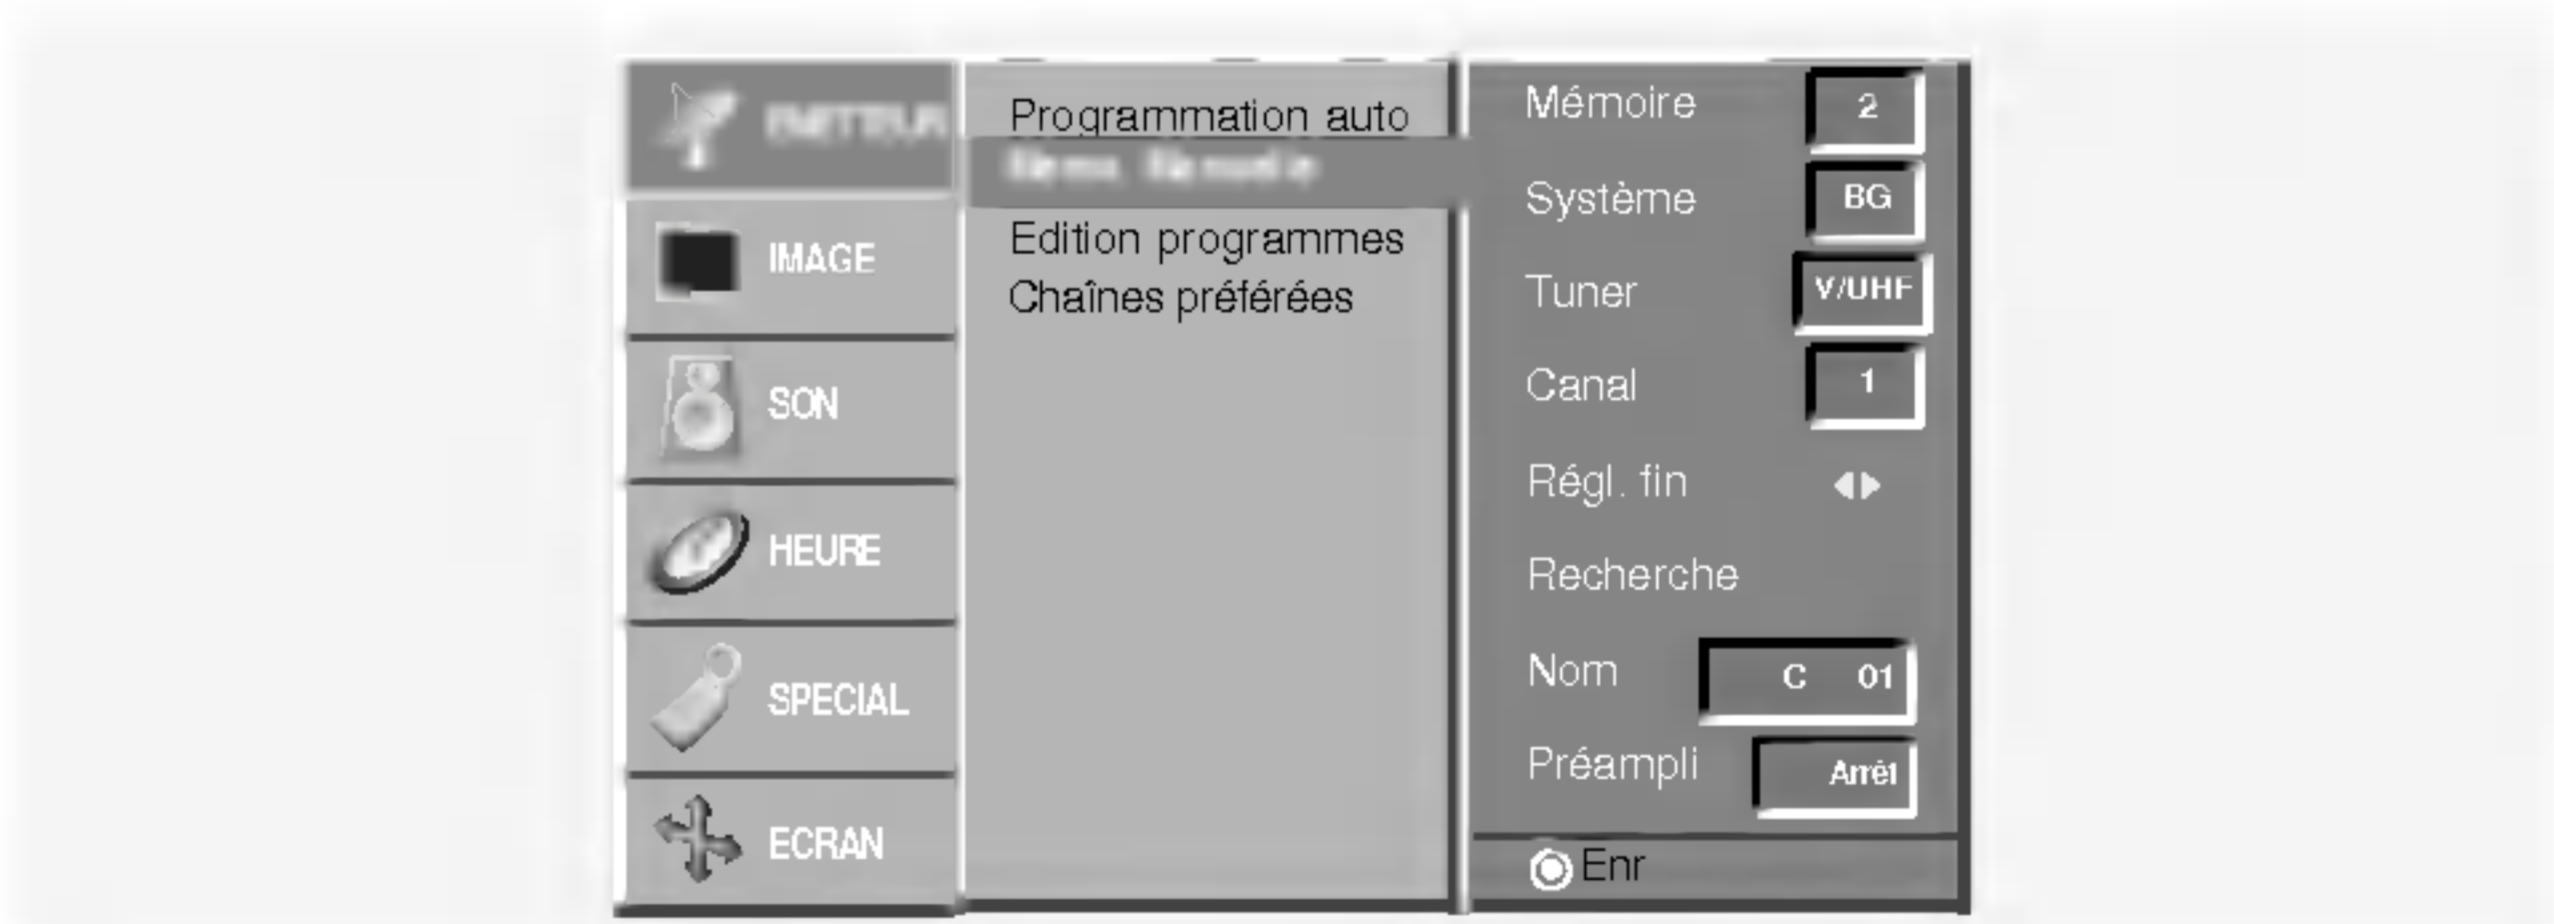 Programmation auto
Edition programmes
Chaînes préférées
IMAGE
SON
HEURE
SPECIAL
ECRAN
Mémoire 2
Système BG
Tuner V/UHF
Canal 1
Régl. fin
Recherche
Nom C 01
Préampli Arrêt
Enr